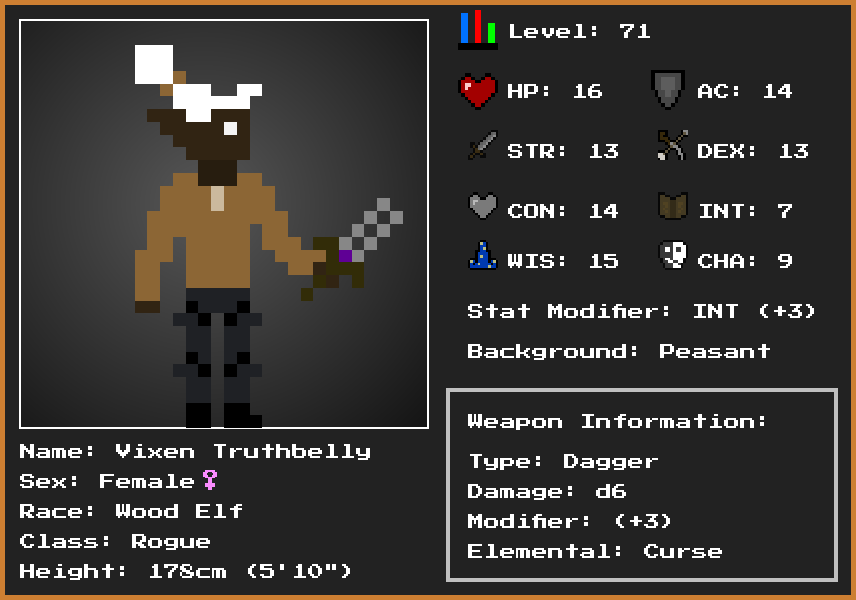 Level: 71
HP: 16 AC: 14
STR: 13 DEX: 13
CON: 14 INT: 7
WIS: 15 CHA: 9
Stat Modifier: INT (+3)
Background: Peasant
Weapon Information:
Type: Dagger
Damage: d6
Modifier: (+3)
Elemental: Curse
Name: Vixen Truthbelly
Sex: Female♀
Race: Wood Elf
Class: Rogue
Height: 178cm (5'10")